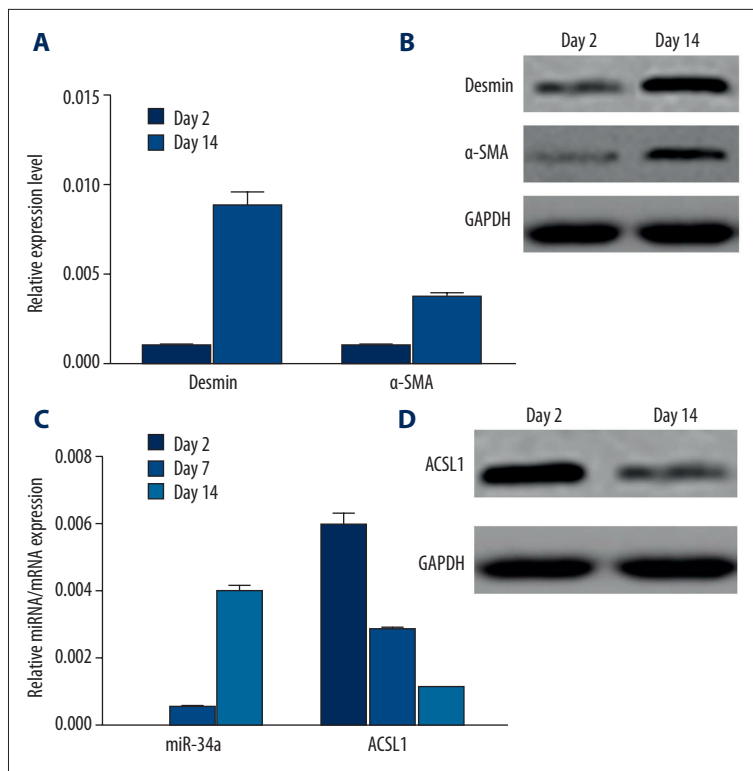 A
Relative expression level
0.015
0.010
0.005
0.000
Day 2
Day 14
Desmin
α-SMA
B
Day 2 Day 14
Desmin
α-SMA
GAPDH
C
Relative miRNA/mRNA expression
0.008
0.006
0.004
0.002
0.000
Day 2
Day 7
Day 14
miR-34a
ACSL1
D
Day 2 Day 14
ACSL1
GAPDH